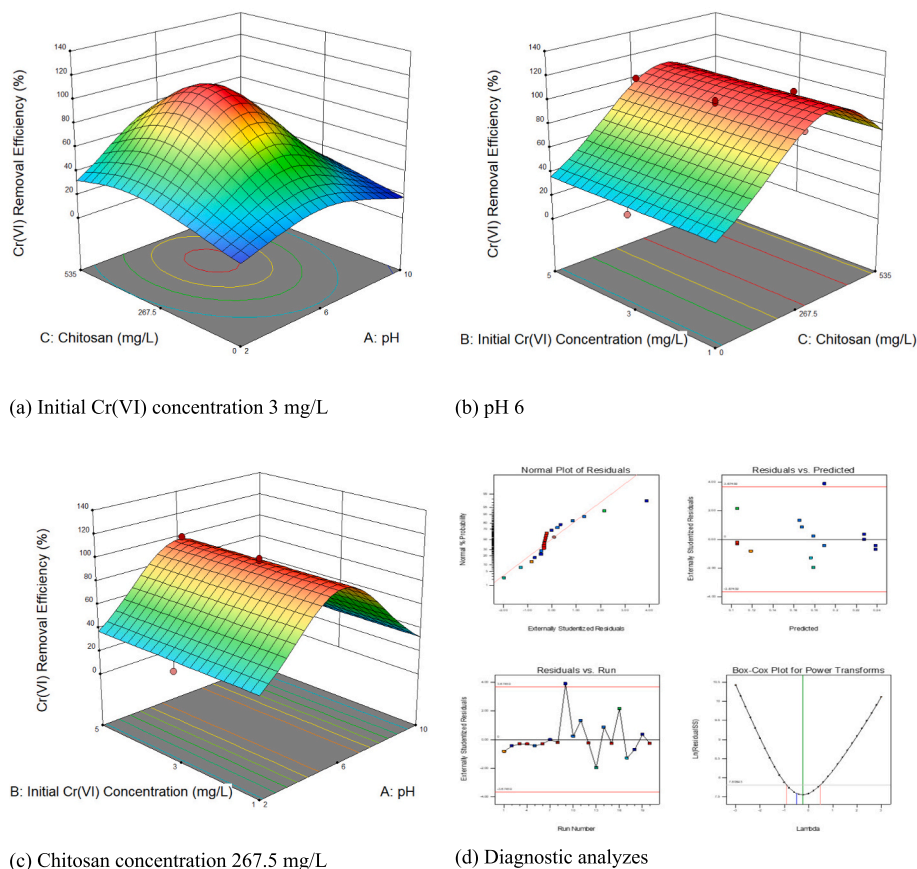 140
120
100
80
60
40
20
0
Cr(VI) Removal Efficiency (%)
535
267.5
0
2
6
10
C: Chitosan (mg/L)
A: pH
(a) Initial Cr(VI) concentration 3 mg/L
140
120
100
80
60
40
20
0
Cr(VI) Removal Efficiency (%)
5
3
1
0
267.5
535
B: Initial Cr(VI) Concentration (mg/L)
C: Chitosan (mg/L)
(b) pH 6
140
120
100
80
60
40
20
0
Cr(VI) Removal Efficiency (%)
5
3
1
2
6
10
B: Initial Cr(VI) Concentration (mg/L)
A: pH
(c) Chitosan concentration 267.5 mg/L
Normal Plot of Residuals
Normal % Probability
Externally Studentized Residuals
Residuals vs. Predicted
Externally Studentized Residuals
Predicted
Residuals vs. Run
Externally Studentized Residuals
Run Number
Box-Cox Plot for Power Transforms
Ln(ResidualSS)
Lambda
(d) Diagnostic analyzes